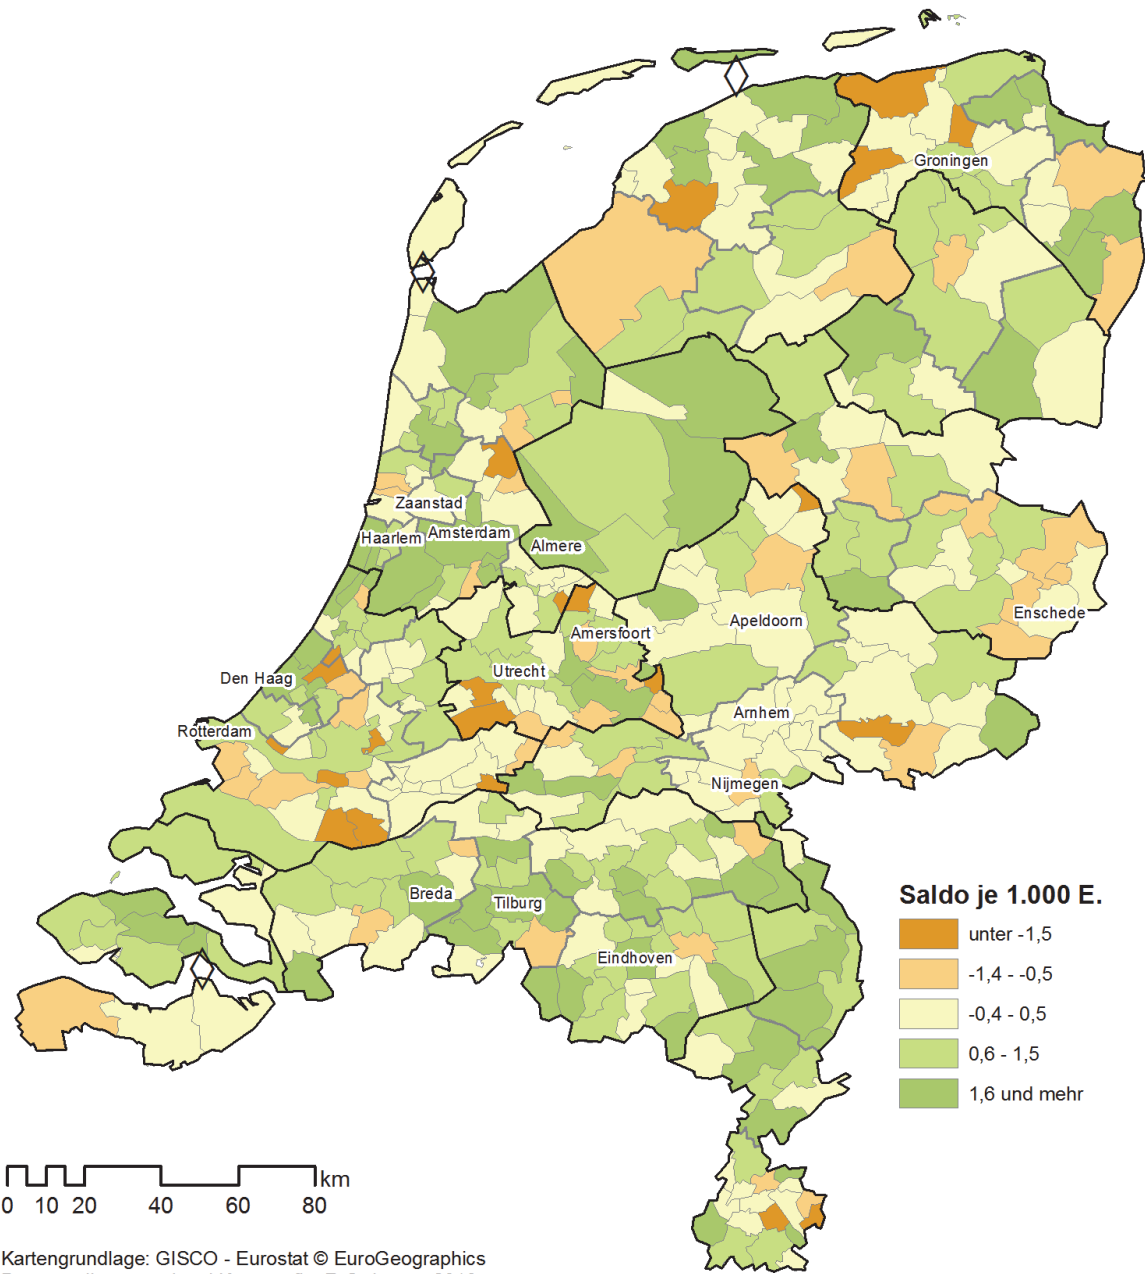 Groningen
Zaanstad
Haarlem
Amsterdam
Almere
Enschede
Apeldoorn
Amersfoort
Utrecht
Den Haag
Arnhem
Rotterdam
Nijmegen
Breda
Tilburg
Eindhoven
Saldo je 1.000 E.
unter -1,5
-1,4 - -0,5
-0,4 - 0,5
0,6 - 1,5
1,6 und mehr
km
0 10 20 40 60 80
Kartengrundlage: GISCO - Eurostat © EuroGeographics